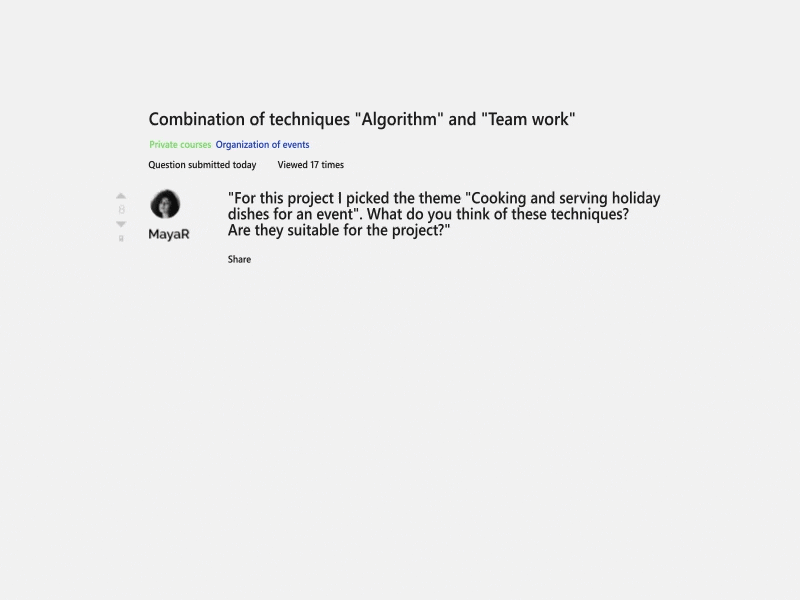 Combination of techniques "Algorithm" and "Team work"
Private courses Organization of events
Question submitted today Viewed 17 times
8
"For this project I picked the theme "Cooking and serving holiday
dishes for an event". What do you think of these techniques?
Are they suitable for the project?"
MayaR
Share